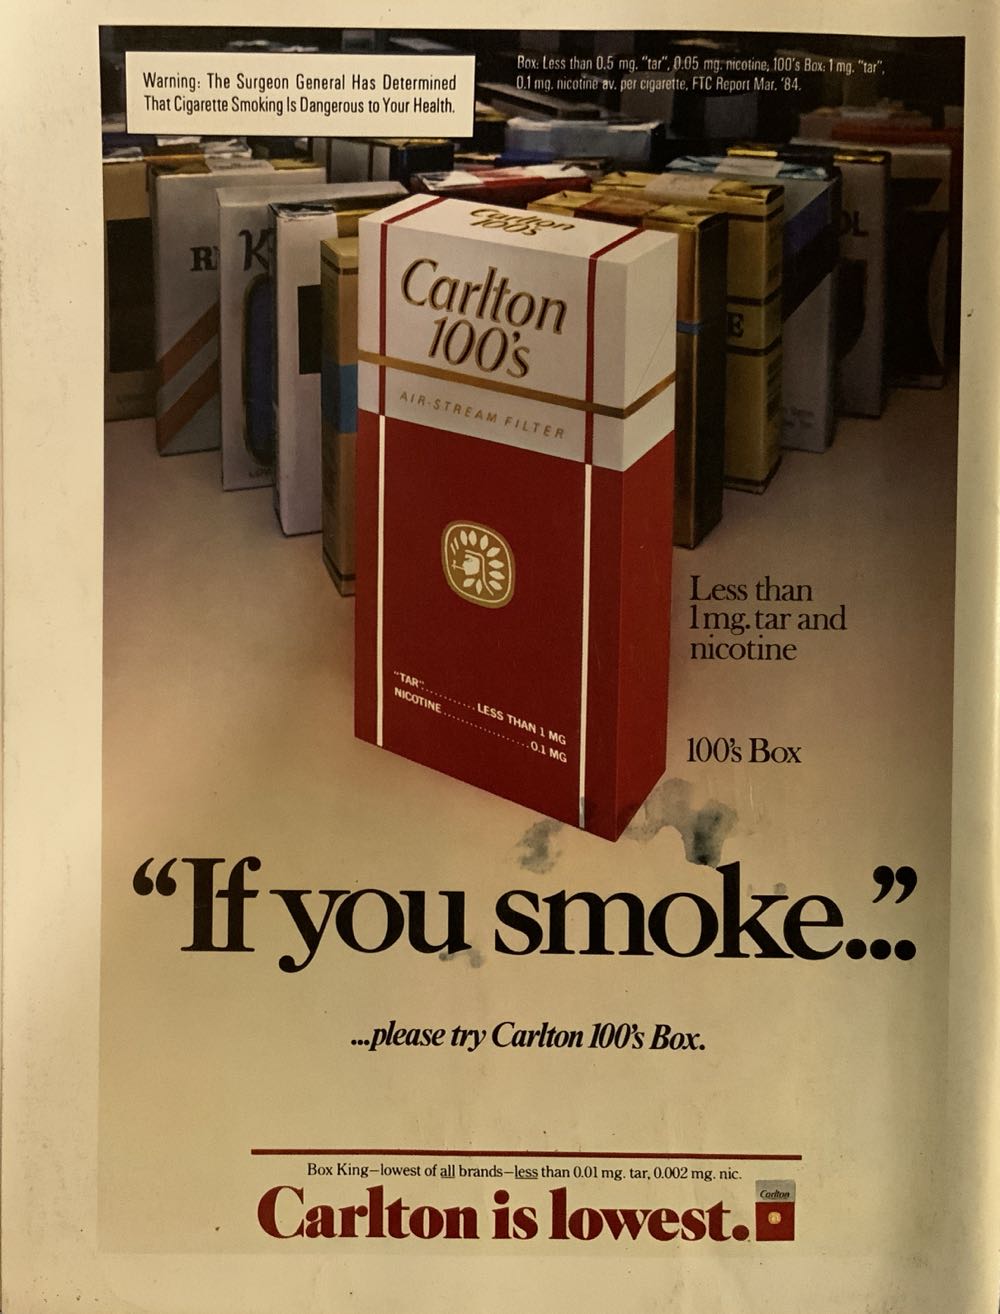 Warning: The Surgeon General Has Determined
That Cigarette Smoking Is Dangerous to Your Health.
Box: Less than 0.5 mg. "tar", 0.05 mg. nicotine; 100's Box: 1 mg. "tar",
0.1 mg. nicotine av. per cigarette, FTC Report Mar. '84.
Carlton
100's
Carlton
100's
AIR-STREAM FILTER
"TAR"..........LESS THAN 1 MG
NICOTINE................0.1 MG
Less than
1 mg. tar and
nicotine
100's Box
“If you smoke...”
...please try Carlton 100's Box.
Box King—lowest of all brands—less than 0.01 mg. tar, 0.002 mg. nic.
Carlton is lowest.
Carlton